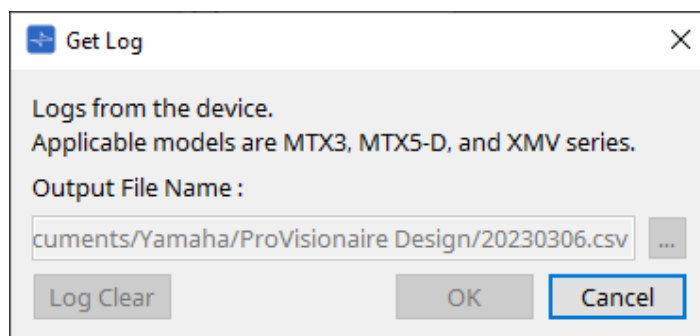 Get Log
Logs from the device.
Applicable models are MTX3, MTX5-D, and XMV series.
Output File Name :
cuments/Yamaha/ProVisionaire Design/20230306.csv ...
Log Clear OK Cancel